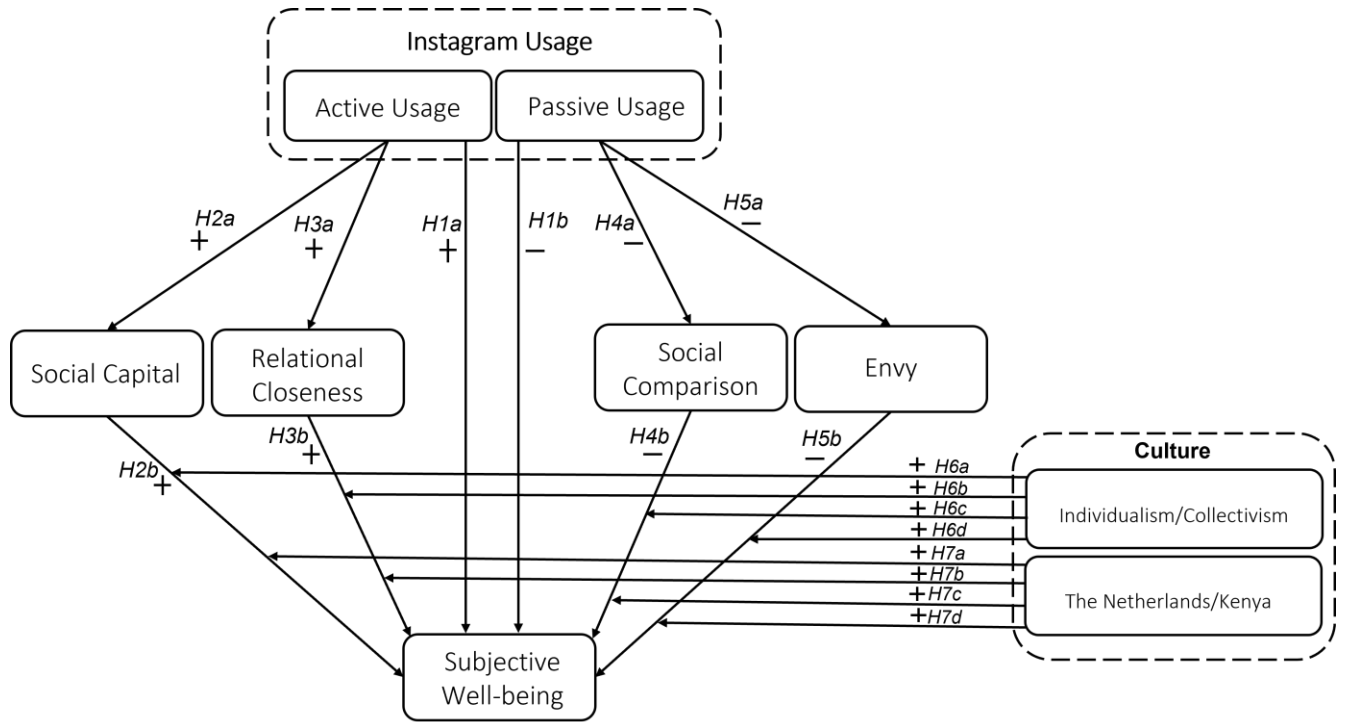 Instagram Usage
Active Usage
Passive Usage
H2a
+
H3a
+
H1a
+
H1b
–
H4a
–
H5a
–
Social Capital
Relational
Closeness
Social
Comparison
Envy
H2b
+
H3b
+
H4b
–
H5b
–
Culture
+ H6a
+ H6b
+ H6c
+ H6d
+ H7a
+ H7b
+ H7c
+ H7d
Individualism/Collectivism
The Netherlands/Kenya
Subjective
Well-being